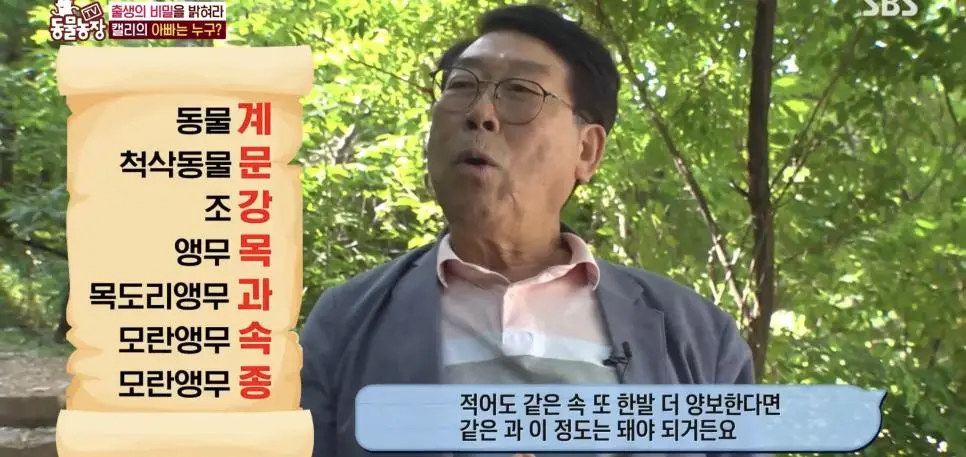 TV
동물농장
출생의 비밀을 밝혀라
캘리의 아빠는 누구?
SBS
동물계
척삭동물문
조강
앵무목
목도리앵무과
모란앵무속
모란앵무종
적어도 같은 속 또 한발 더 양보한다면
같은 과 이 정도는 돼야 되거든요